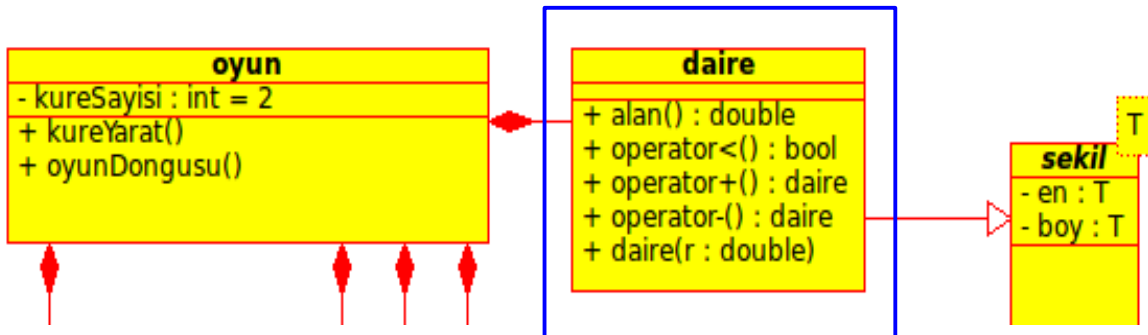 oyun
- kureSayisi : int = 2
+ kureYarat()
+ oyunDongusu()
daire
+ alan() : double
+ operator<() : bool
+ operator+() : daire
+ operator-() : daire
+ daire(r : double)
T
sekil
- en : T
- boy : T